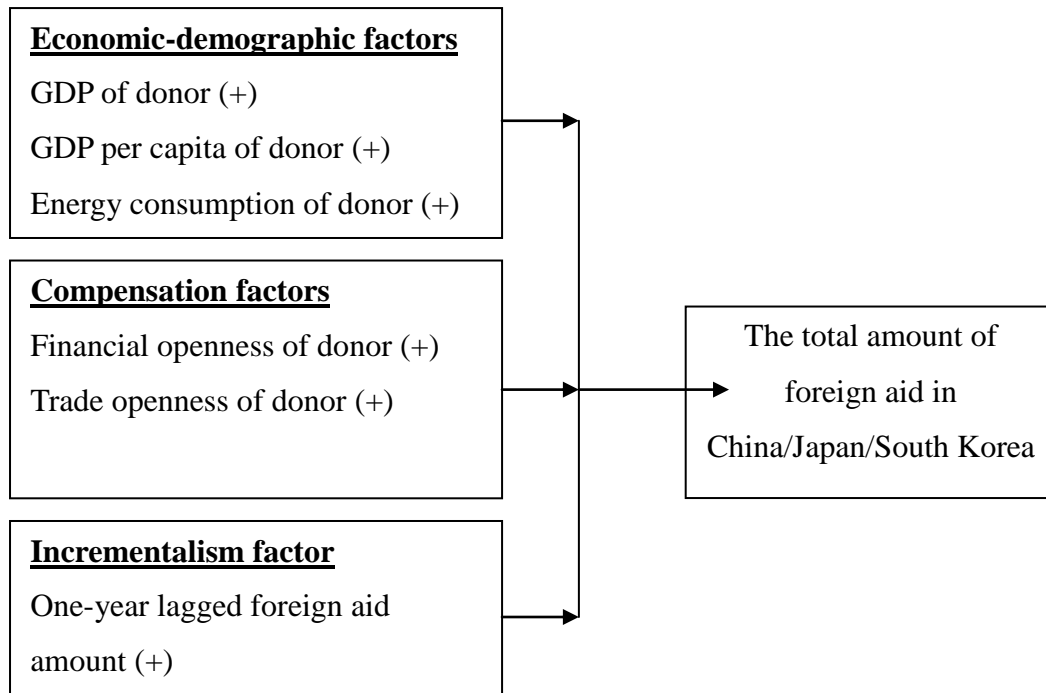 Economic-demographic factors
GDP of donor (+)
GDP per capita of donor (+)
Energy consumption of donor (+)
Compensation factors
Financial openness of donor (+)
Trade openness of donor (+)
Incrementalism factor
One-year lagged foreign aid
amount (+)
The total amount of
foreign aid in
China/Japan/South Korea